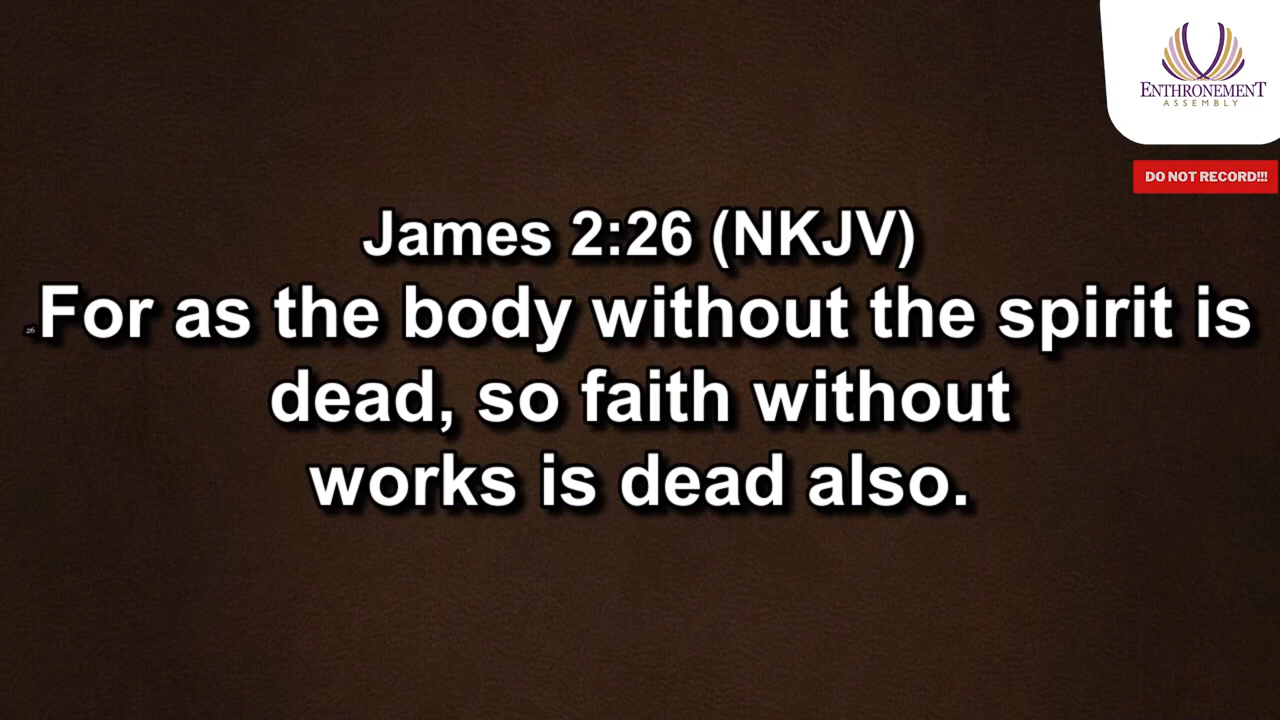 ENTHRONEMENT
ASSEMBLY
DO NOT RECORD!!!
James 2:26 (NKJV)
26 For as the body without the spirit is
dead, so faith without
works is dead also.